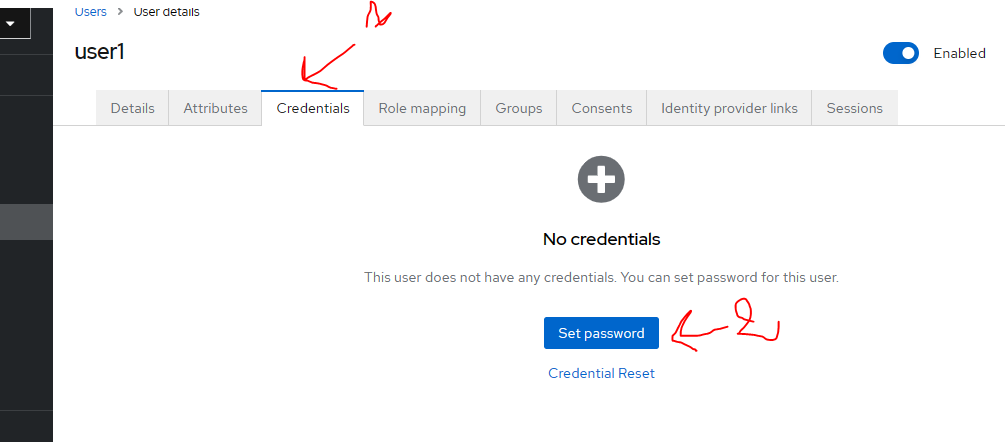 Users > User details
user1
Enabled
Details Attributes Credentials Role mapping Groups Consents Identity provider links Sessions
No credentials
This user does not have any credentials. You can set password for this user.
Set password
2
Credential Reset